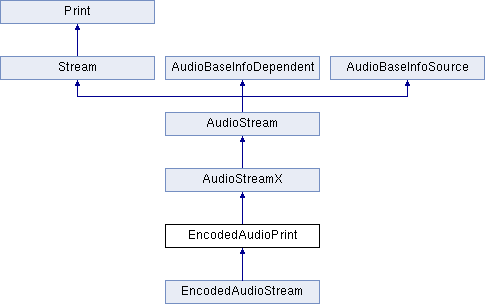 Print
Stream
AudioBaseInfoDependent
AudioBaseInfoSource
AudioStream
AudioStreamX
EncodedAudioPrint
EncodedAudioStream